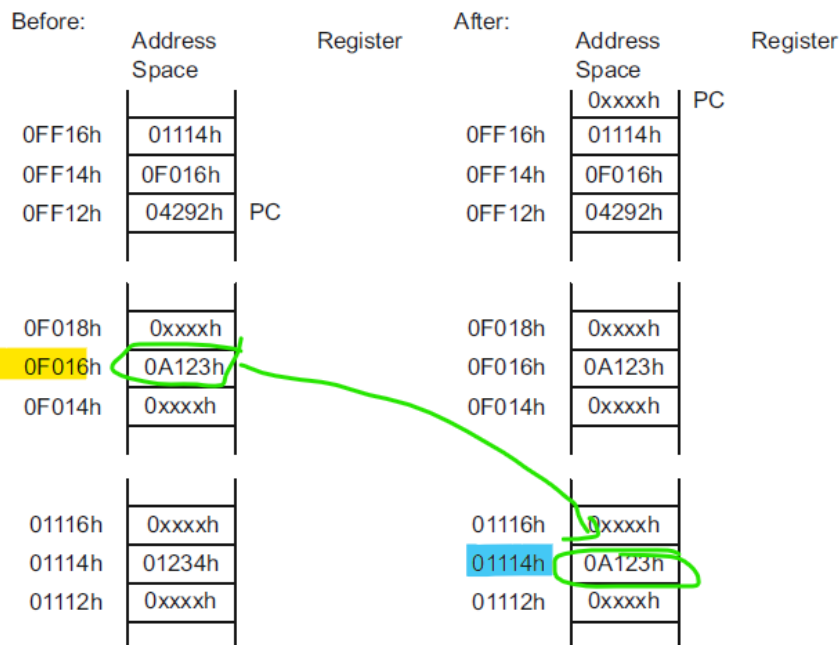 Before:
Address Space
Register
0xFF16h 01114h
0FF14h 0F016h
0FF12h 04292h PC
0F018h 0xxxxh
0F016h 0A123h
0F014h 0xxxxh
01116h 0xxxxh
01114h 01234h
01112h 0xxxxh
After:
Address Space
Register
0xxxxh PC
0FF16h 01114h
0FF14h 0F016h
0FF12h 04292h
0F018h 0xxxxh
0F016h 0A123h
0F014h 0xxxxh
01116h 0xxxxh
01114h 0A123h
01112h 0xxxxh